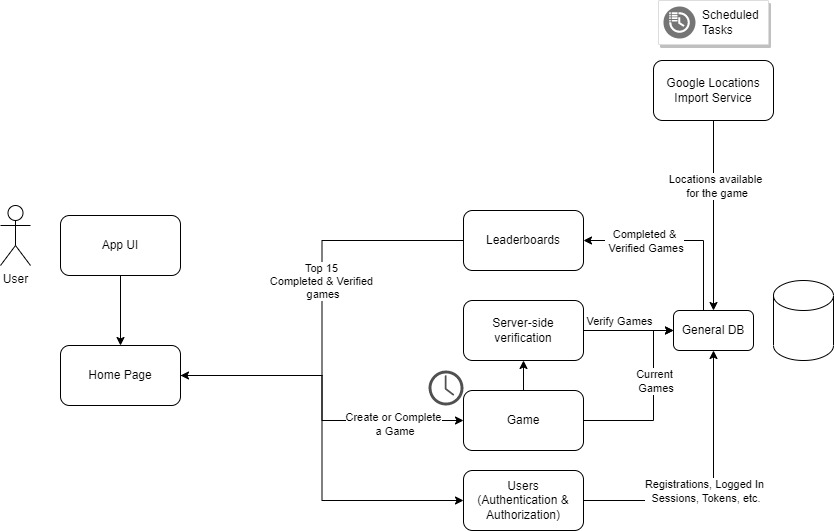 Scheduled
Tasks
Google Locations
Import Service
Locations available
for the game
User
App UI
Leaderboards
Completed &
Verified Games
Top 15
Completed & Verified
games
Server-side
verification
Verify Games
General DB
Home Page
Current
Games
Create or Complete
a Game
Game
Users
(Authentication &
Authorization)
Registrations, Logged In
Sessions, Tokens, etc.